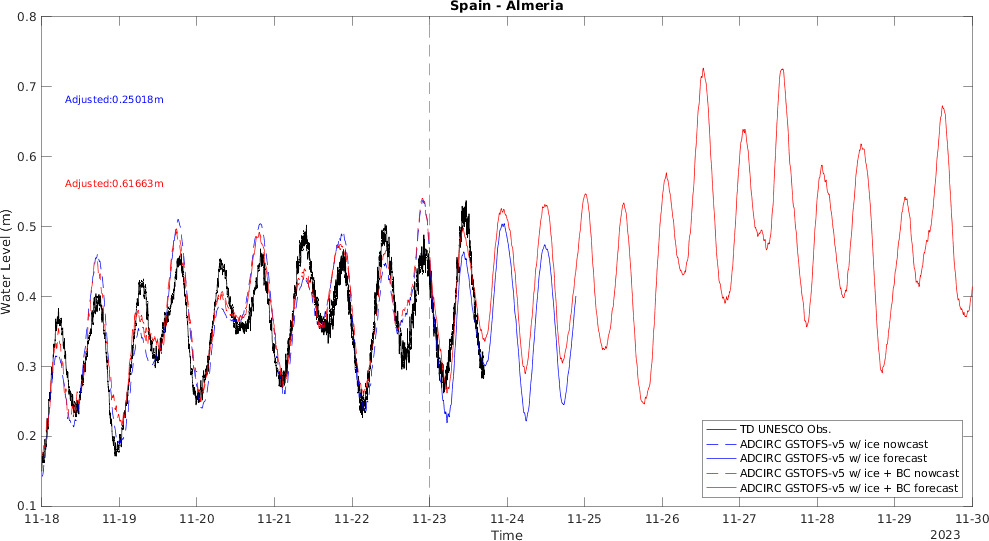 Spain - Almeria
0.8
0.7
0.6
0.5
0.4
0.3
0.2
0.1
Water Level (m)
Adjusted:0.25018m
Adjusted:0.61663m
TD UNESCO Obs.
ADCIRC GSTOFS-v5 w/ ice nowcast
ADCIRC GSTOFS-v5 w/ ice forecast
ADCIRC GSTOFS-v5 w/ ice + BC nowcast
ADCIRC GSTOFS-v5 w/ ice + BC forecast
11-18 11-19 11-20 11-21 11-22 11-23 11-24 11-25 11-26 11-27 11-28 11-29 11-30
Time
2023